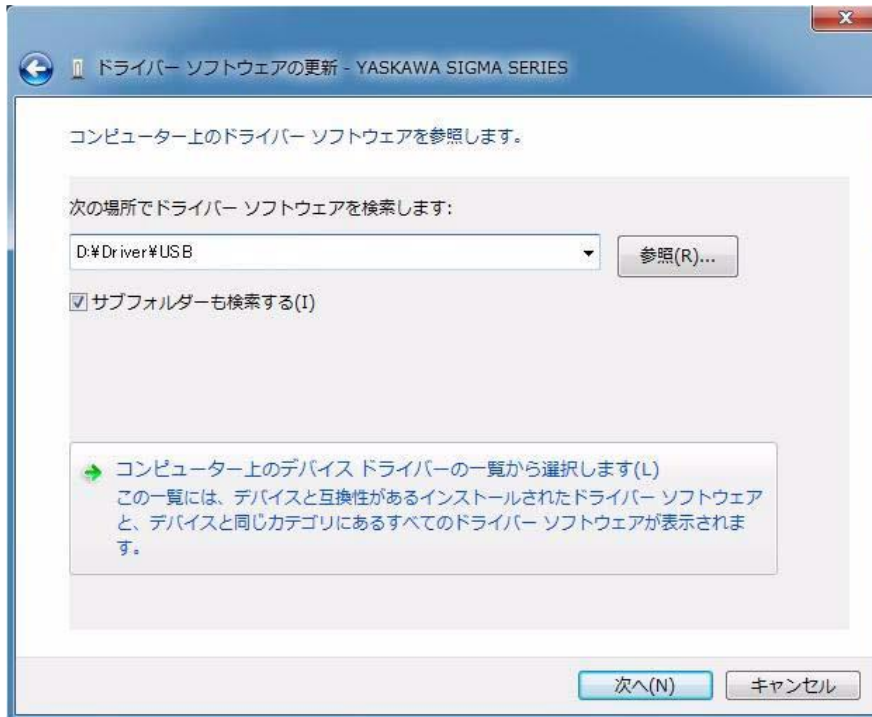 ドライバー ソフトウェアの更新 - YASKAWA SIGMA SERIES
コンピューター上のドライバー ソフトウェアを参照します。
次の場所でドライバー ソフトウェアを検索します:
D:¥Driver¥USB
参照(R)...
サブフォルダーも検索する(I)
コンピューター上のデバイス ドライバーの一覧から選択します(L)
この一覧には、デバイスと互換性があるインストールされたドライバー ソフトウェア
と、デバイスと同じカテゴリにあるすべてのドライバー ソフトウェアが表示されま
す。
次へ(N)
キャンセル